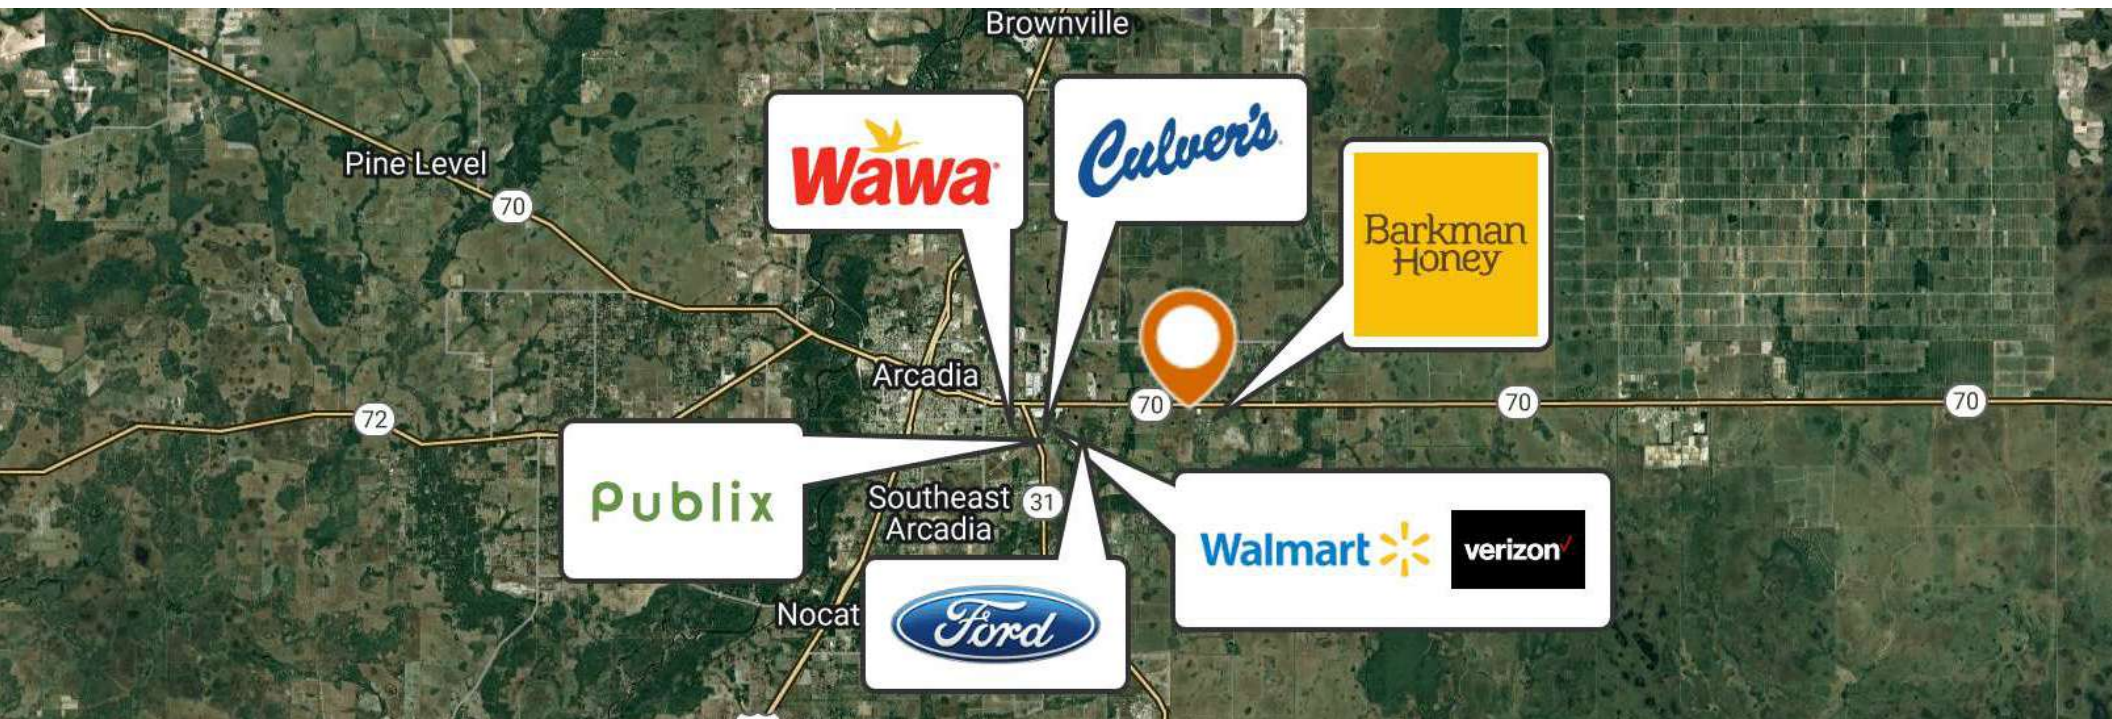 Brownville
Wawa
Culver's
Pine Level
70
Barkman
Honey
Arcadia
70
70
70
72
Publix
Southeast
Arcadia
31
Walmart
verizon
Nocat
Ford